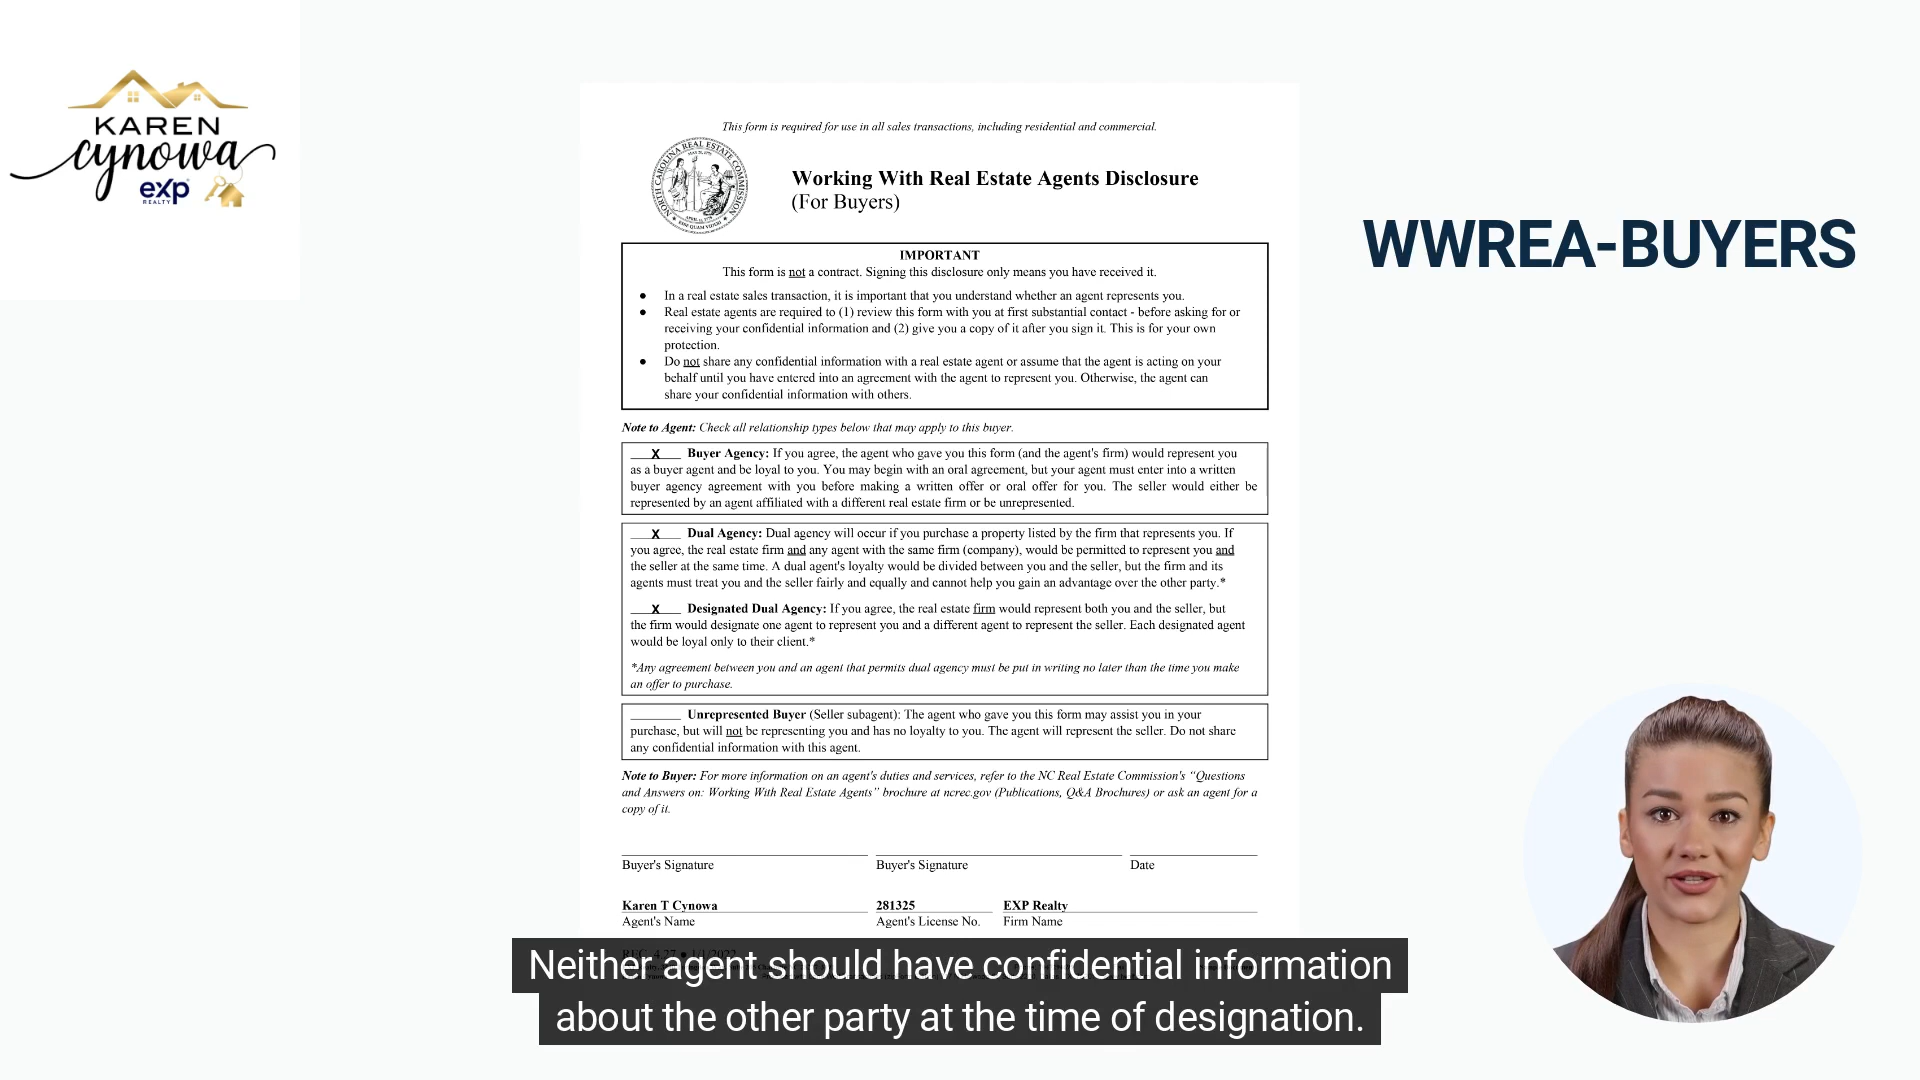 KAREN
cynowa
exp
REALTY
This form is required for use in all sales transactions, including residential and commercial.
NORTH CAROLINA REAL ESTATE COMMISSION
Working With Real Estate Agents Disclosure
(For Buyers)
WWREA-BUYERS
IMPORTANT
This form is not a contract. Signing this disclosure only means you have received it.
● In a real estate sales transaction, it is important that you understand whether an agent represents you.
● Real estate agents are required to (1) review this form with you at first substantial contact - before asking for or
receiving your confidential information and (2) give you a copy of it after you sign it. This is for your own
protection.
● Do not share any confidential information with a real estate agent or assume that the agent is acting on your
behalf until you have entered into an agreement with the agent to represent you. Otherwise, the agent can
share your confidential information with others.
Note to Agent: Check all relationship types below that may apply to this buyer.
X Buyer Agency: If you agree, the agent who gave you this form (and the agent's firm) would represent you
as a buyer agent and be loyal to you. You may begin with an oral agreement, but your agent must enter into a written
buyer agency agreement with you before making a written offer or oral offer for you. The seller would either be
represented by an agent affiliated with a different real estate firm or be unrepresented.
X Dual Agency: Dual agency will occur if you purchase a property listed by the firm that represents you. If
you agree, the real estate firm and any agent with the same firm (company), would be permitted to represent you and
the seller at the same time. A dual agent's loyalty would be divided between you and the seller, but the firm and its
agents must treat you and the seller fairly and equally and cannot help you gain an advantage over the other party.*
X Designated Dual Agency: If you agree, the real estate firm would represent both you and the seller, but
the firm would designate one agent to represent you and a different agent to represent the seller. Each designated agent
would be loyal only to their client.*
*Any agreement between you and an agent that permits dual agency must be put in writing no later than the time you make
an offer to purchase.
Unrepresented Buyer (Seller subagent): The agent who gave you this form may assist you in your
purchase, but will not be representing you and has no loyalty to you. The agent will represent the seller. Do not share
any confidential information with this agent.
Note to Buyer: For more information on an agent's duties and services, refer to the NC Real Estate Commission's “Questions
and Answers on: Working With Real Estate Agents” brochure at ncrec.gov (Publications, Q&A Brochures) or ask an agent for a
copy of it.
Buyer's Signature Buyer's Signature Date
Karen T Cynowa 281325 EXP Realty
Agent's Name Agent's License No. Firm Name
Neither agent should have confidential information
about the other party at the time of designation.